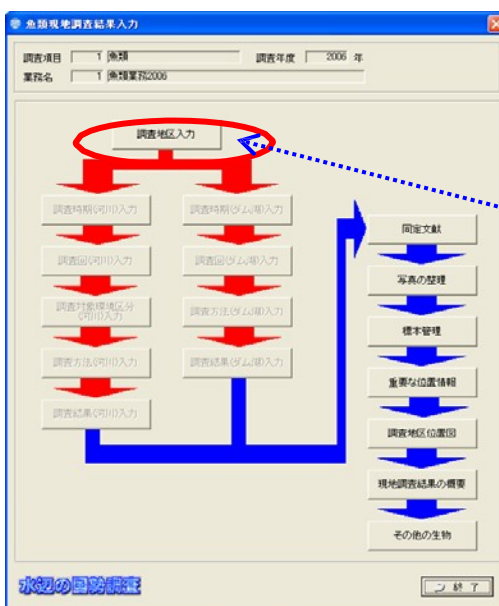 魚類現地調査結果入力
調査項目 1 魚類 調査年度 2006 年
業務名 1 魚類業務2006
調査地区入力
調査時期(河川)入力 調査時期(ダム湖)入力
調査回(河川)入力 調査回(ダム湖)入力
調査対象環境区分
(河川)入力
調査方法(ダム湖)入力
調査方法(河川)入力 調査結果(ダム湖)入力
調査結果(河川)入力
同定文献
写真の整理
標本管理
重要な位置情報
調査地区位置図
現地調査結果の概要
その他の生物
水辺の国勢調査
終 了